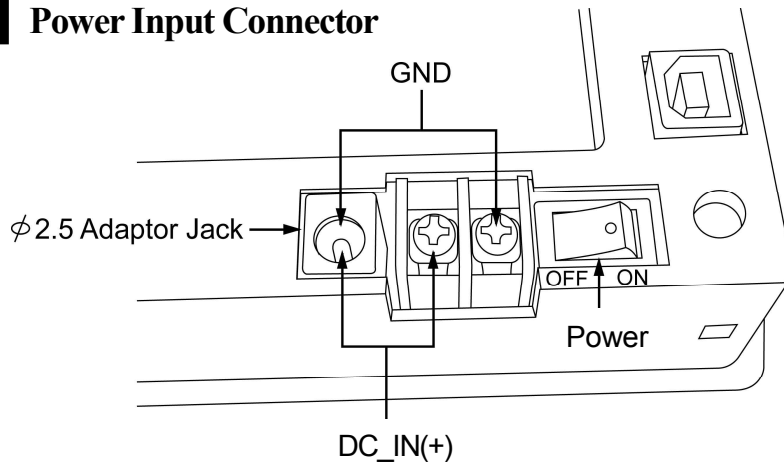 Power Input Connector
GND
ϕ2.5 Adaptor Jack
OFF ON
Power
DC_IN(+)